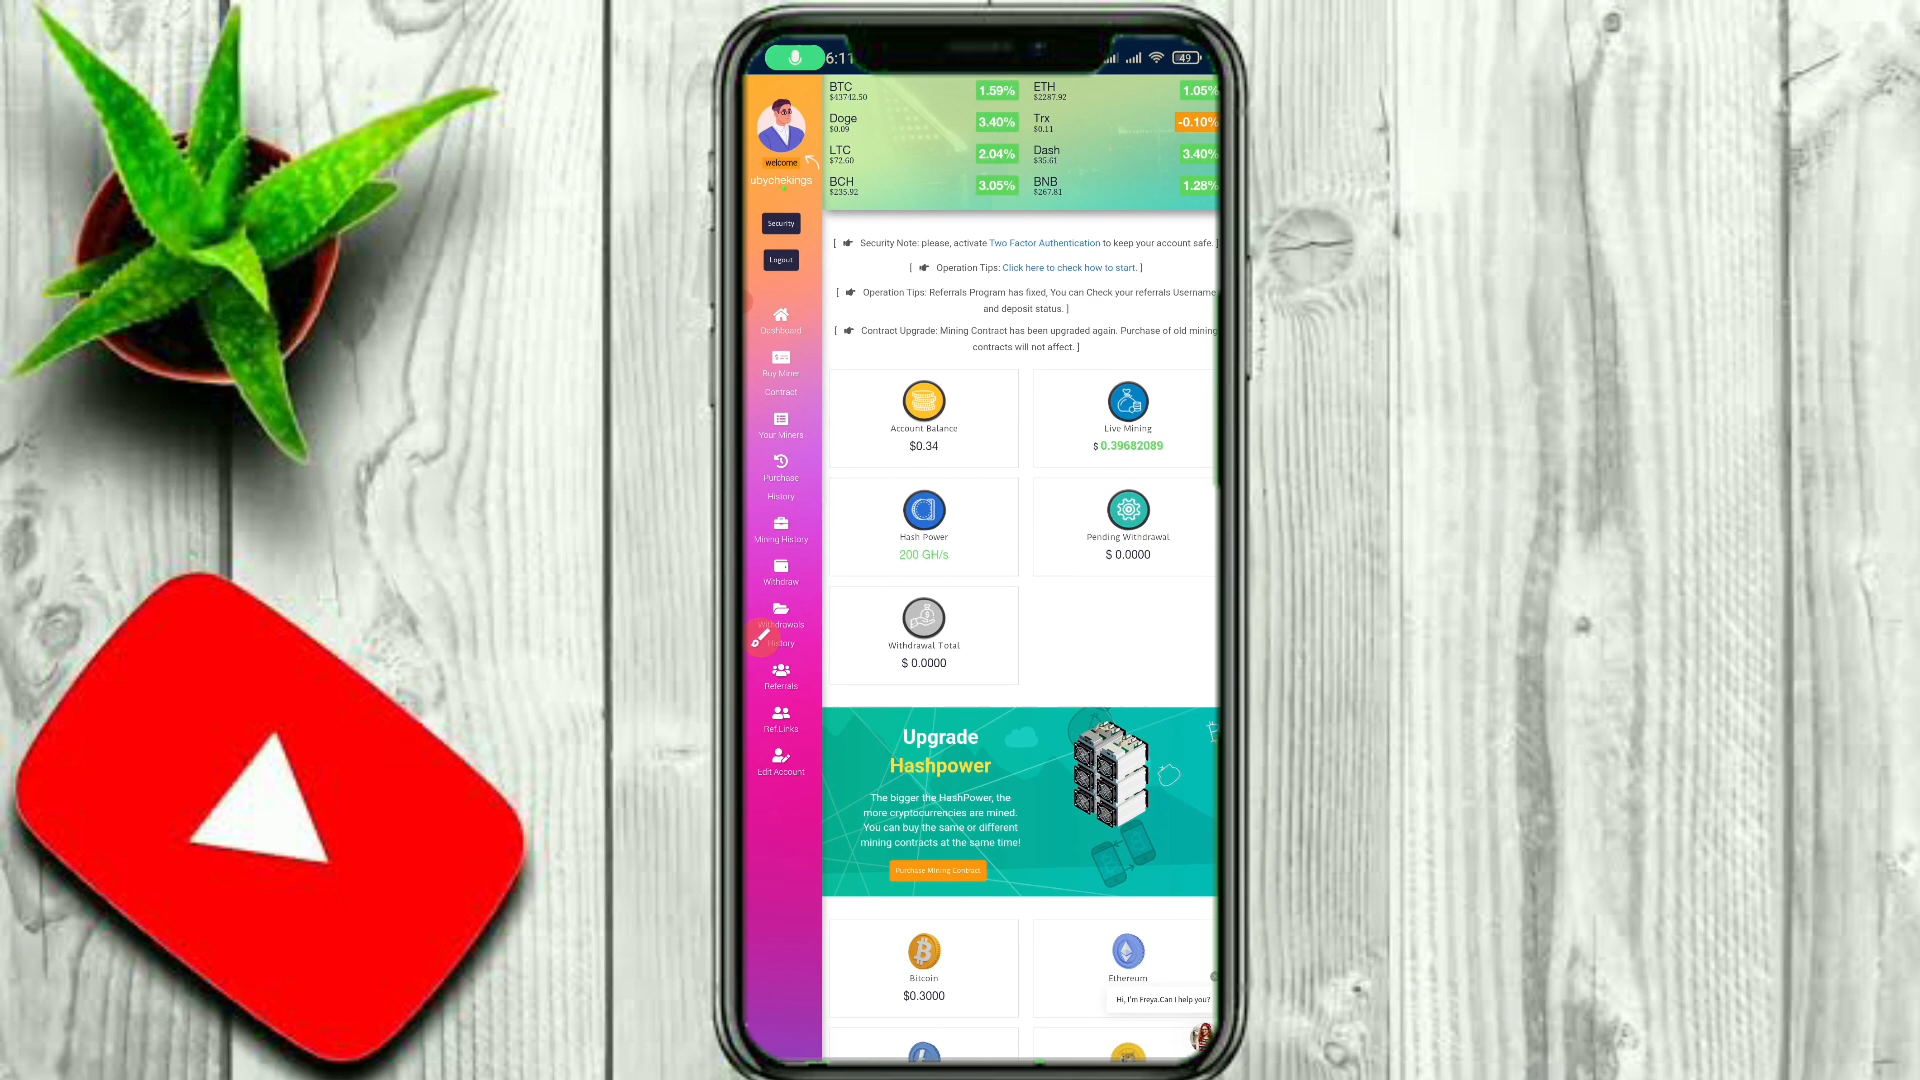 6:11
49
BTC
$43742.50
1.59%
ETH
$2287.92
1.05%
Doge
$0.09
3.40%
Trx
$0.11
-0.10%
LTC
$72.60
2.04%
Dash
$35.61
3.40%
BCH
$235.92
3.05%
BNB
$267.81
1.28%
welcome
ubychekings
Security
Logout
Dashboard
Buy Miner
Contract
Your Miners
Purchase
History
Mining History
Withdraw
Withdrawals
History
Referrals
Ref.Links
Edit Account
[ Security Note: please, activate Two Factor Authentication to keep your account safe. ]
[ Operation Tips: Click here to check how to start. ]
[ Operation Tips: Referrals Program has fixed, You can Check your referrals Username
and deposit status. ]
[ Contract Upgrade: Mining Contract has been upgraded again. Purchase of old mining
contracts will not affect. ]
Account Balance
$0.34
Live Mining
$ 0.39682089
Hash Power
200 GH/s
Pending Withdrawal
$ 0.0000
Withdrawal Total
$ 0.0000
Upgrade
Hashpower
The bigger the HashPower, the
more cryptocurrencies are mined.
You can buy the same or different
mining contracts at the same time!
Purchase Mining Contract
Bitcoin
$0.3000
Ethereum
Hi, I'm Freya.Can I help you?